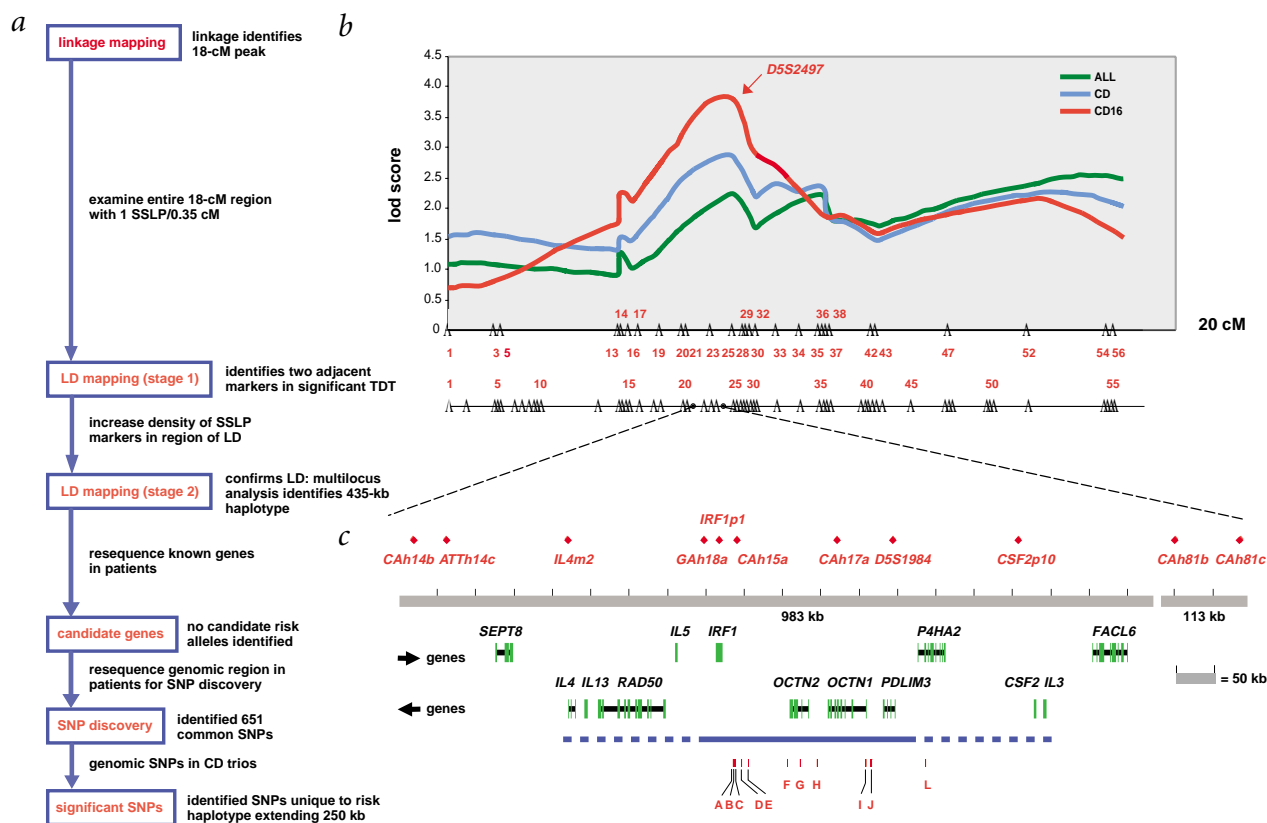 a
linkage mapping
linkage identifies
18-cM peak
examine entire 18-cM region
with 1 SSLP/0.35 cM
LD mapping (stage 1)
identifies two adjacent
markers in significant TDT
increase density of SSLP
markers in region of LD
LD mapping (stage 2)
confirms LD: multilocus
analysis identifies 435-kb
haplotype
resequence known genes
in patients
candidate genes
no candidate risk
alleles identified
resequence genomic region in
patients for SNP discovery
SNP discovery
identified 651
common SNPs
genomic SNPs in CD trios
significant SNPs
identified SNPs unique to risk
haplotype extending 250 kb
b
lod score
4.5
4.0
3.5
3.0
2.5
2.0
1.5
1.0
0.5
0
D5S2497
ALL
CD
CD16
14 17 29 32 36 38
20 cM
1 3 5 13 16 19 20 21 23 25 28 30 33 34 35 37 42 43 47 52 54 56
1 5 10 15 20 25 30 35 40 45 50 55
c
IRF1p1
CAh14b ATTh14c IL4m2 GAh18a CAh15a CAh17a D5S1984 CSF2p10 CAh81b CAh81c
983 kb 113 kb
SEPT8 IL5 IRF1 P4HA2 FACL6
genes
= 50 kb
IL4 IL13 RAD50 OCTN2 OCTN1 PDLIM3 CSF2 IL3
genes
F G H I J L
A B C D E